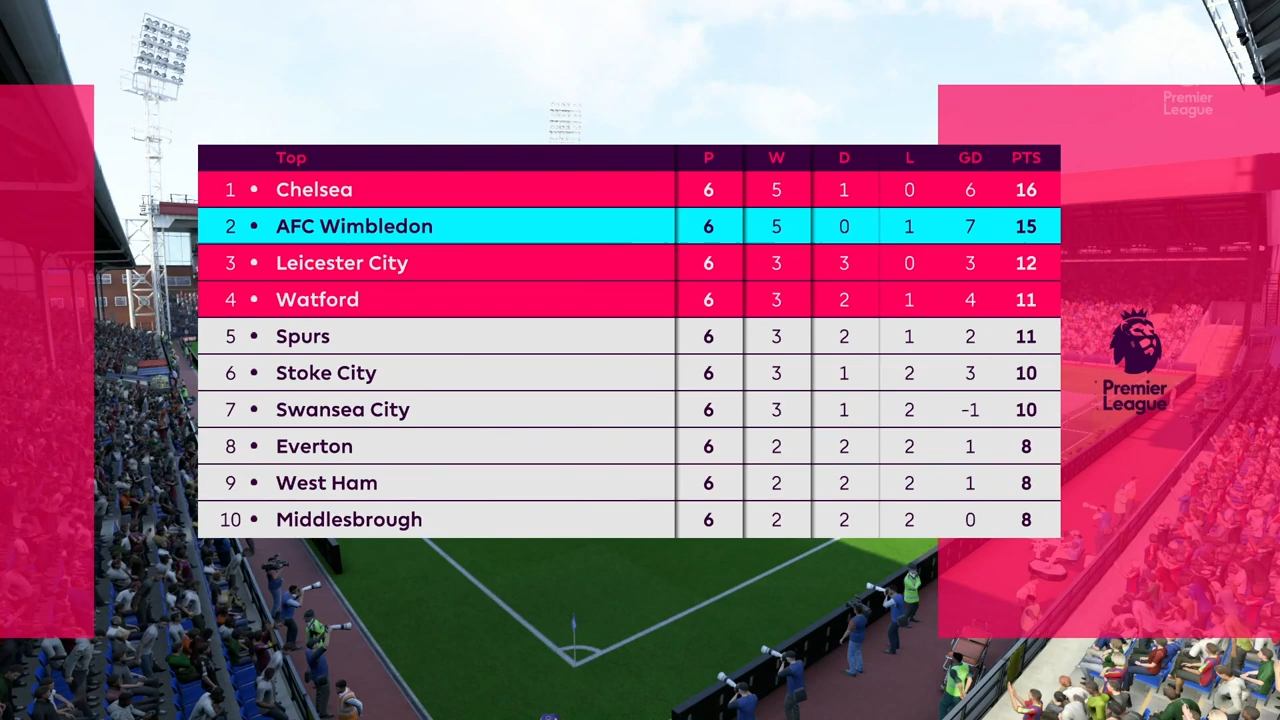 Premier
League
Top P W D L GD PTS
1 • Chelsea 6 5 1 0 6 16
2 • AFC Wimbledon 6 5 0 1 7 15
3 • Leicester City 6 3 3 0 3 12
4 • Watford 6 3 2 1 4 11
5 • Spurs 6 3 2 1 2 11
6 • Stoke City 6 3 1 2 3 10
7 • Swansea City 6 3 1 2 -1 10
8 • Everton 6 2 2 2 1 8
9 • West Ham 6 2 2 2 1 8
10 • Middlesbrough 6 2 2 2 0 8
Premier
League